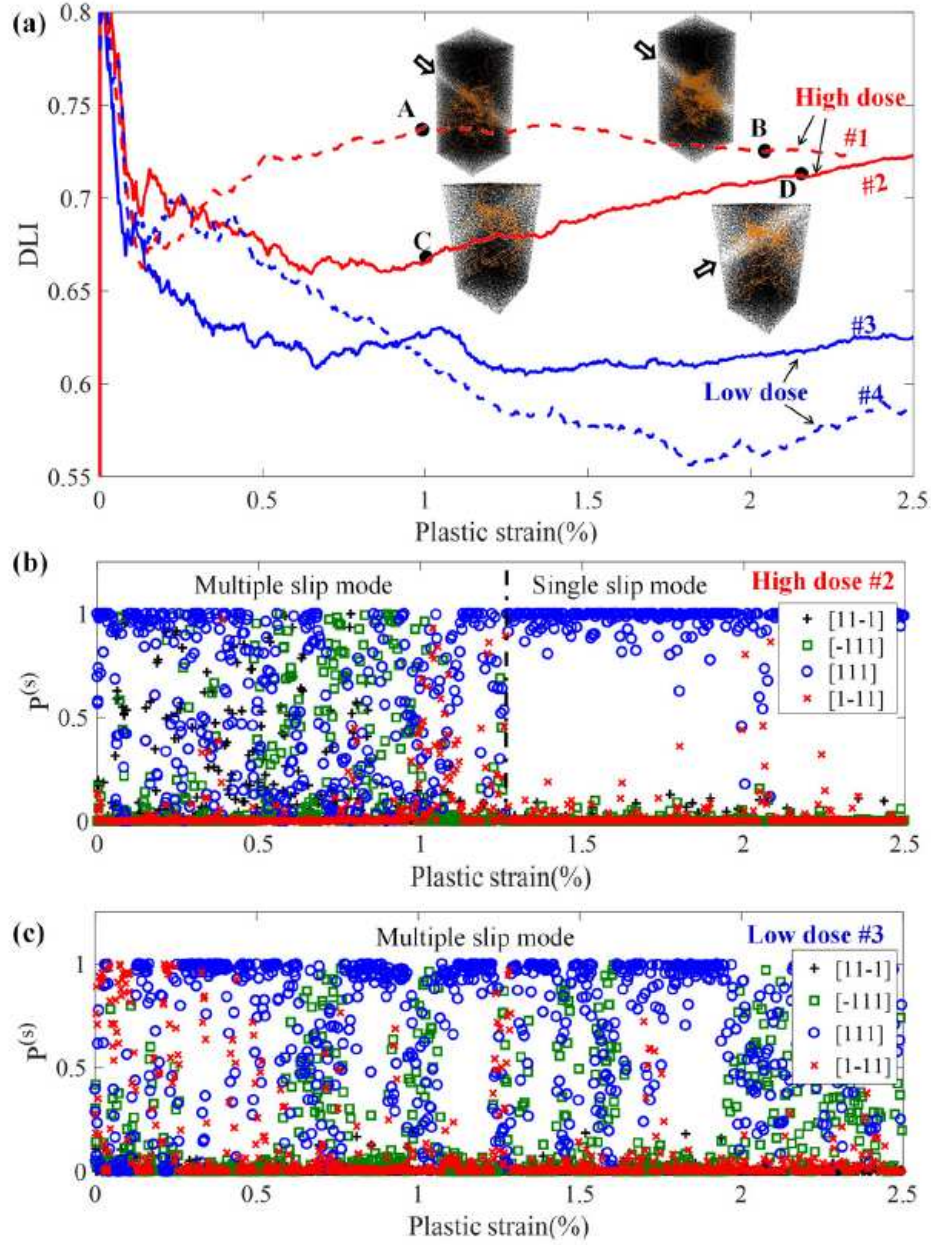 (a)
0.8
0.75
0.7
0.65
0.6
0.55
DLI
A
B
C
D
High dose
#1
#2
#3
Low dose
#4
0
0.5
1
1.5
2
2.5
Plastic strain(%)
(b)
Multiple slip mode
Single slip mode
High dose #2
1
0.5
0
P(s)
[11-1]
[-111]
[111]
[1-11]
0
0.5
1
1.5
2
2.5
Plastic strain(%)
(c)
Multiple slip mode
Low dose #3
1
0.5
0
P(s)
[11-1]
[-111]
[111]
[1-11]
0
0.5
1
1.5
2
2.5
Plastic strain(%)